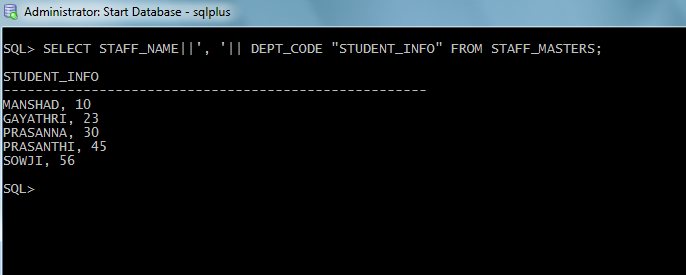 Administrator: Start Database - sqlplus
SQL> SELECT STAFF_NAME||', '|| DEPT_CODE "STUDENT_INFO" FROM STAFF_MASTERS;
STUDENT_INFO
-----------------------------------------------------
MANSHAD, 10
GAYATHRI, 23
PRASANNA, 30
PRASANTHI, 45
SOWJI, 56
SQL>